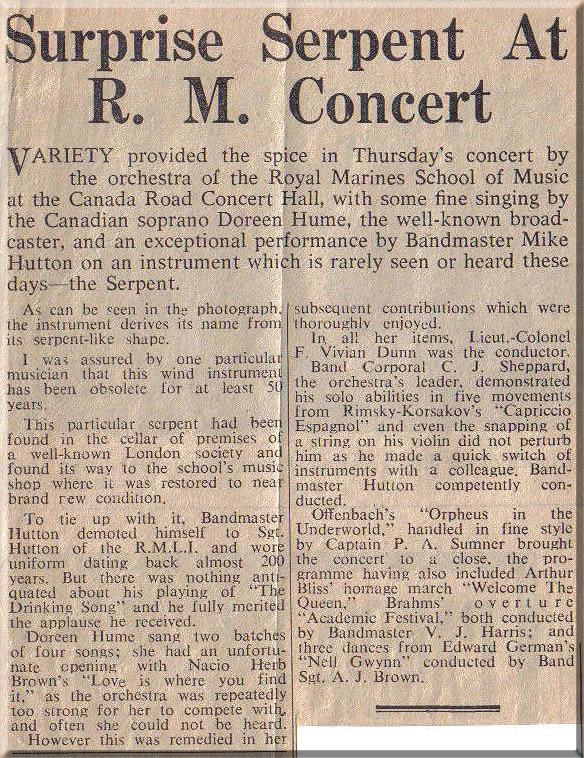 Surprise Serpent At
R. M. Concert
VARIETY provided the spice in Thursday's concert by
the orchestra of the Royal Marines School of Music
at the Canada Road Concert Hall, with some fine singing by
the Canadian soprano Doreen Hume, the well-known broad-
caster, and an exceptional performance by Bandmaster Mike
Hutton on an instrument which is rarely seen or heard these
days—the Serpent.
As can be seen in the photograph,
the instrument derives its name from
its serpent-like shape.
I was assured by one particular
musician that this wind instrument
has been obsolete for at least 50
years.
This particular serpent had been
found in the cellar of premises of
a well-known London society and
found its way to the school's music
shop where it was restored to near
brand new condition.
To tie up with it, Bandmaster
Hutton demoted himself to Sgt.
Hutton of the R.M.L.I. and wore
uniform dating back almost 200
years. But there was nothing anti-
quated about his playing of "The
Drinking Song" and he fully merited
the applause he received.
Doreen Hume sang two batches
of four songs; she had an unfortu-
nate opening with Nacio Herb
Brown's "Love is where you find
it," as the orchestra was repeatedly
too strong for her to compete with,
and often she could not be heard.
However this was remedied in her
subsequent contributions which were
thoroughly enjoyed.
In all her items, Lieut.-Colonel
F. Vivian Dunn was the conductor.
Band Corporal C. J. Sheppard,
the orchestra's leader, demonstrated
his solo abilities in five movements
from Rimsky-Korsakov's "Capriccio
Espagnol" and even the snapping of
a string on his violin did not perturb
him as he made a quick switch of
instruments with a colleague. Band-
master Hutton competently con-
ducted.
Offenbach's "Orpheus in the
Underworld," handled in fine style
by Captain P. A. Sumner brought
the concert to a close, the pro-
gramme having also included Arthur
Bliss' homage march "Welcome The
Queen," Brahms' overture
"Academic Festival," both conducted
by Bandmaster V. J. Harris; and
three dances from Edward German's
"Nell Gwynn" conducted by Band
Sgt. A. J. Brown.